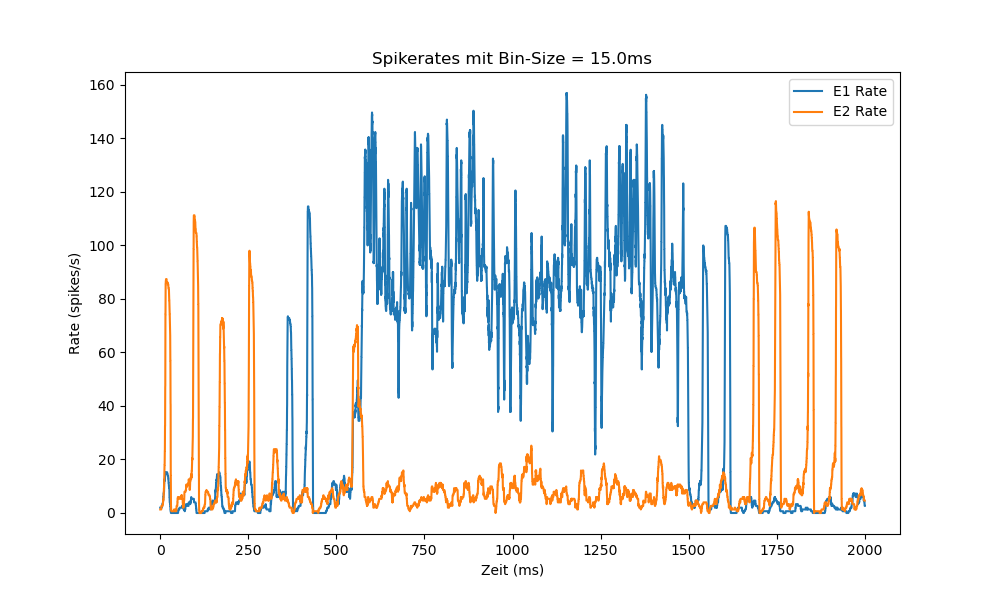 Spikerates mit Bin-Size = 15.0ms
E1 Rate
E2 Rate
160
140
120
100
80
60
40
20
0
Rate (spikes/s)
0 250 500 750 1000 1250 1500 1750 2000
Zeit (ms)